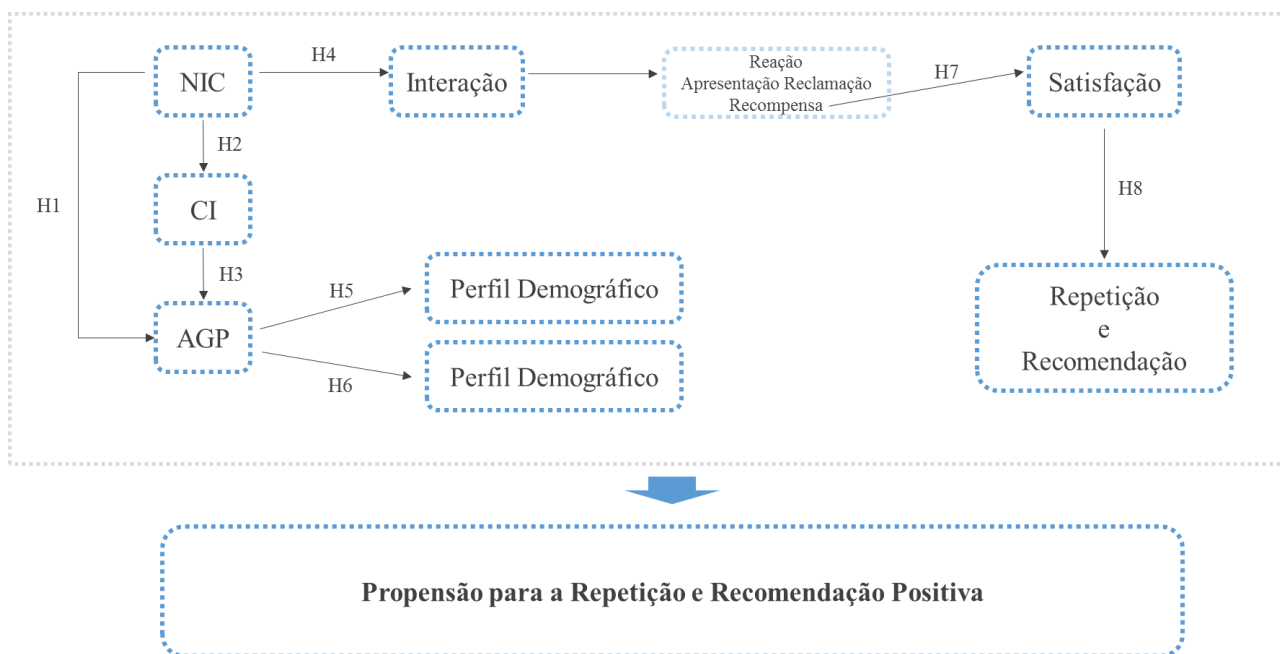 NIC
H4
Interação
Reação
Apresentação Reclamação
Recompensa
H7
Satisfação
H2
H1
CI
H8
H3
H5
Perfil Demográfico
AGP
H6
Perfil Demográfico
Repetição
e
Recomendação
Propensão para a Repetição e Recomendação Positiva